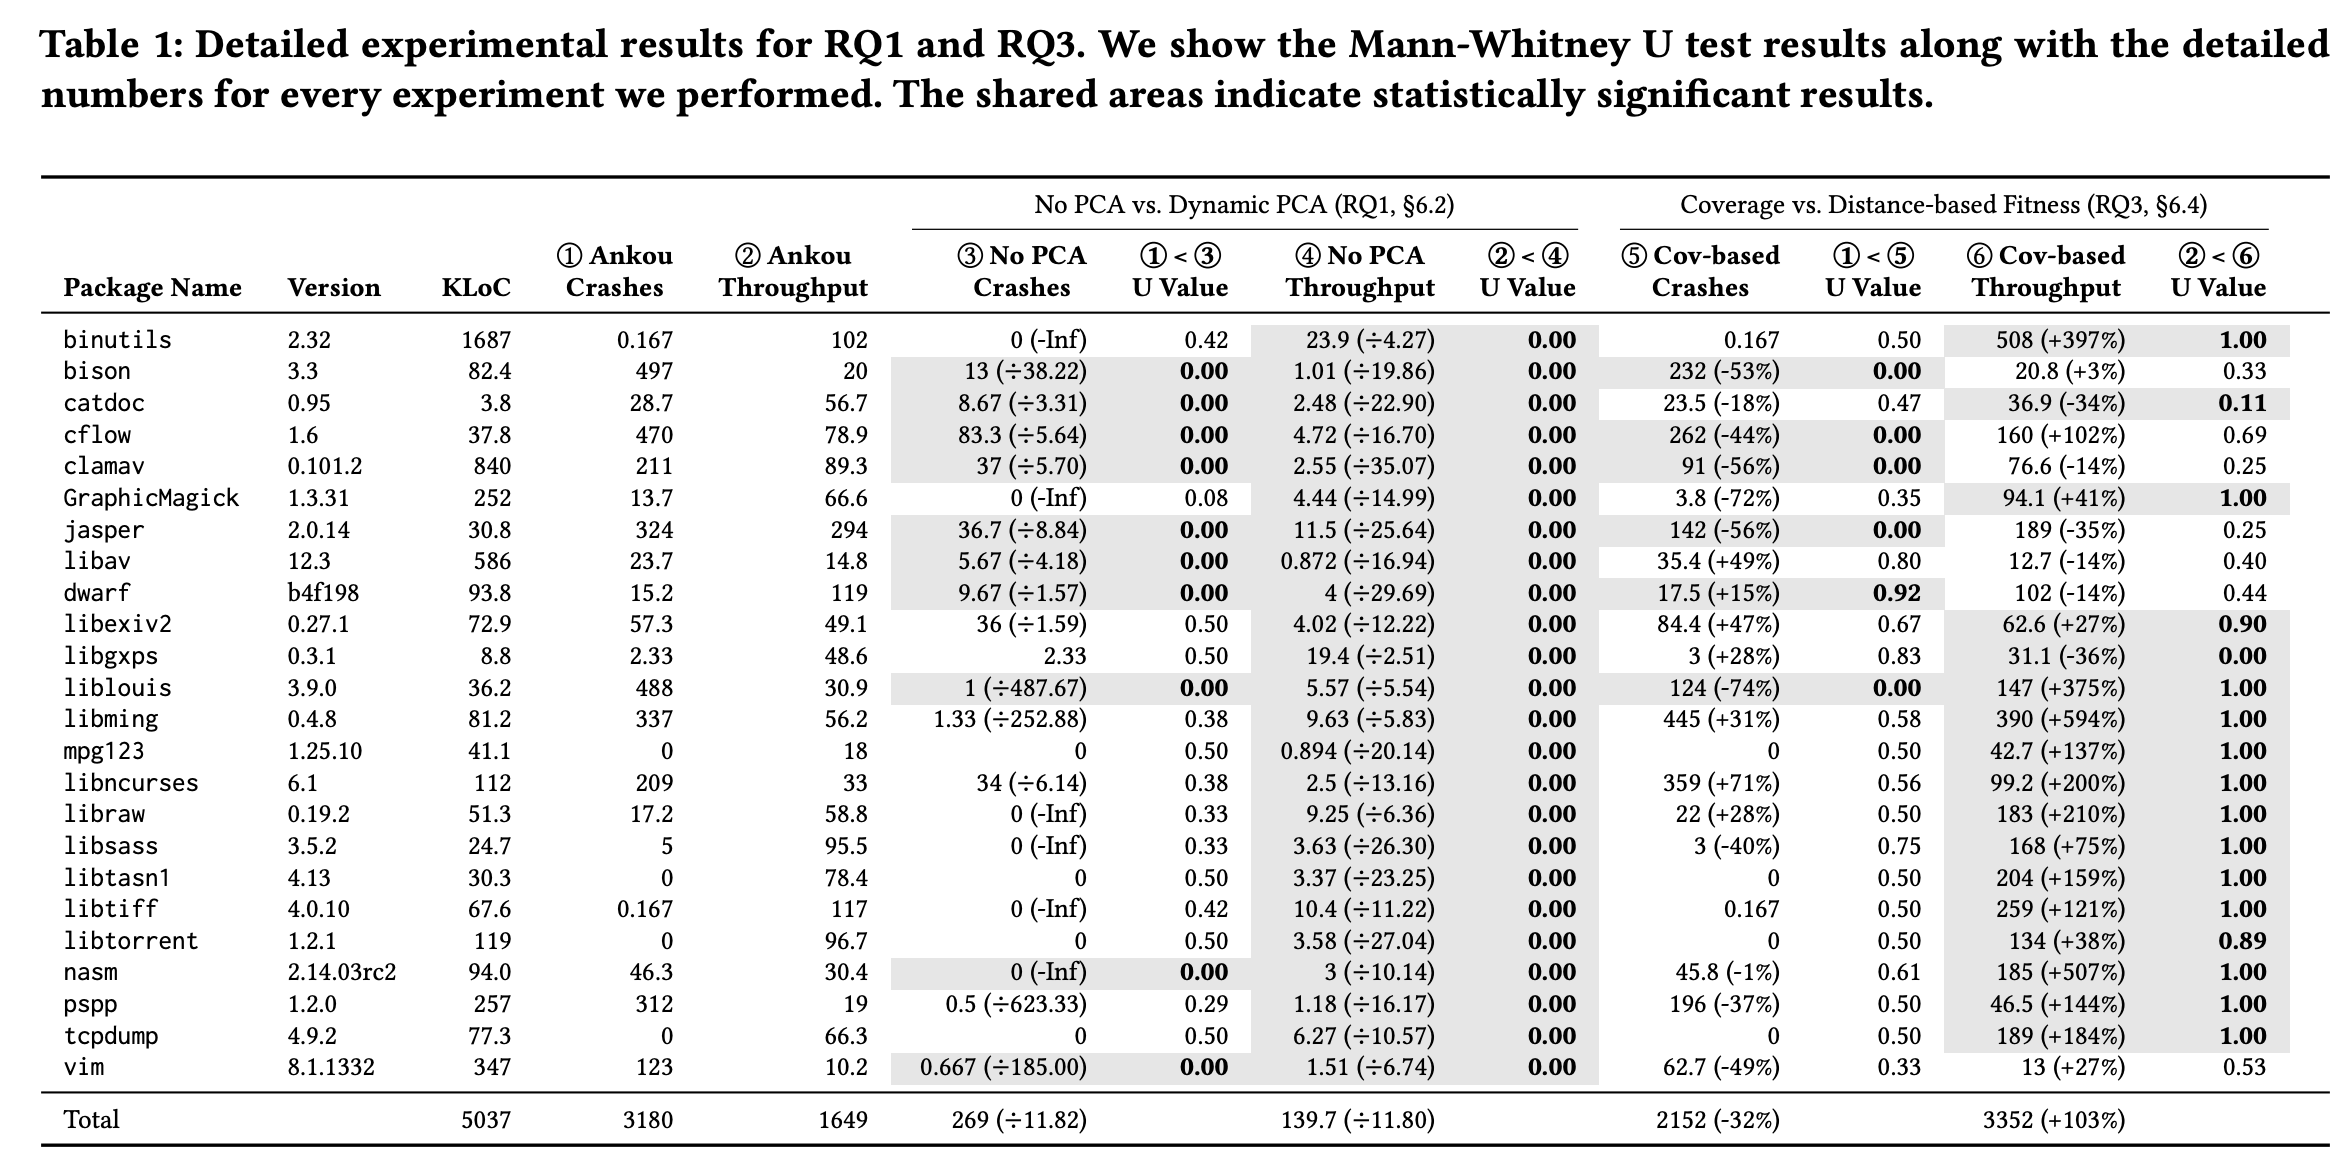 Table 1: Detailed experimental results for RQ1 and RQ3. We show the Mann-Whitney U test results along with the detailed
numbers for every experiment we performed. The shared areas indicate statistically significant results.
No PCA vs. Dynamic PCA (RQ1, §6.2) Coverage vs. Distance-based Fitness (RQ3, §6.4)
① Ankou ② Ankou ③ No PCA ① < ③ ④ No PCA ② < ④ ⑤ Cov-based ① < ⑤ ⑥ Cov-based ② < ⑥
Package Name Version KLoC Crashes Throughput Crashes U Value Throughput U Value Crashes U Value Throughput U Value
binutils 2.32 1687 0.167 102 0 (-Inf) 0.42 23.9 (÷4.27) 0.00 0.167 0.50 508 (+397%) 1.00
bison 3.3 82.4 497 20 13 (÷38.22) 0.00 1.01 (÷19.86) 0.00 232 (-53%) 0.00 20.8 (+3%) 0.33
catdoc 0.95 3.8 28.7 56.7 8.67 (÷3.31) 0.00 2.48 (÷22.90) 0.00 23.5 (-18%) 0.47 36.9 (-34%) 0.11
cflow 1.6 37.8 470 78.9 83.3 (÷5.64) 0.00 4.72 (÷16.70) 0.00 262 (-44%) 0.00 160 (+102%) 0.69
clamav 0.101.2 840 211 89.3 37 (÷5.70) 0.00 2.55 (÷35.07) 0.00 91 (-56%) 0.00 76.6 (-14%) 0.25
GraphicMagick 1.3.31 252 13.7 66.6 0 (-Inf) 0.08 4.44 (÷14.99) 0.00 3.8 (-72%) 0.35 94.1 (+41%) 1.00
jasper 2.0.14 30.8 324 294 36.7 (÷8.84) 0.00 11.5 (÷25.64) 0.00 142 (-56%) 0.00 189 (-35%) 0.25
libav 12.3 586 23.7 14.8 5.67 (÷4.18) 0.00 0.872 (÷16.94) 0.00 35.4 (+49%) 0.80 12.7 (-14%) 0.40
dwarf b4f198 93.8 15.2 119 9.67 (÷1.57) 0.00 4 (÷29.69) 0.00 17.5 (+15%) 0.92 102 (-14%) 0.44
libexiv2 0.27.1 72.9 57.3 49.1 36 (÷1.59) 0.50 4.02 (÷12.22) 0.00 84.4 (+47%) 0.67 62.6 (+27%) 0.90
libgxps 0.3.1 8.8 2.33 48.6 2.33 0.50 19.4 (÷2.51) 0.00 3 (+28%) 0.83 31.1 (-36%) 0.00
liblouis 3.9.0 36.2 488 30.9 1 (÷487.67) 0.00 5.57 (÷5.54) 0.00 124 (-74%) 0.00 147 (+375%) 1.00
libming 0.4.8 81.2 337 56.2 1.33 (÷252.88) 0.38 9.63 (÷5.83) 0.00 445 (+31%) 0.58 390 (+594%) 1.00
mpg123 1.25.10 41.1 0 18 0 0.50 0.894 (÷20.14) 0.00 0 0.50 42.7 (+137%) 1.00
libncurses 6.1 112 209 33 34 (÷6.14) 0.38 2.5 (÷13.16) 0.00 359 (+71%) 0.56 99.2 (+200%) 1.00
libraw 0.19.2 51.3 17.2 58.8 0 (-Inf) 0.33 9.25 (÷6.36) 0.00 22 (+28%) 0.50 183 (+210%) 1.00
libsass 3.5.2 24.7 5 95.5 0 (-Inf) 0.33 3.63 (÷26.30) 0.00 3 (-40%) 0.75 168 (+75%) 1.00
libtasn1 4.13 30.3 0 78.4 0 0.50 3.37 (÷23.25) 0.00 0 0.50 204 (+159%) 1.00
libtiff 4.0.10 67.6 0.167 117 0 (-Inf) 0.42 10.4 (÷11.22) 0.00 0.167 0.50 259 (+121%) 1.00
libtorrent 1.2.1 119 0 96.7 0 0.50 3.58 (÷27.04) 0.00 0 0.50 134 (+38%) 0.89
nasm 2.14.03rc2 94.0 46.3 30.4 0 (-Inf) 0.00 3 (÷10.14) 0.00 45.8 (-1%) 0.61 185 (+507%) 1.00
pspp 1.2.0 257 312 19 0.5 (÷623.33) 0.29 1.18 (÷16.17) 0.00 196 (-37%) 0.50 46.5 (+144%) 1.00
tcpdump 4.9.2 77.3 0 66.3 0 0.50 6.27 (÷10.57) 0.00 0 0.50 189 (+184%) 1.00
vim 8.1.1332 347 123 10.2 0.667 (÷185.00) 0.00 1.51 (÷6.74) 0.00 62.7 (-49%) 0.33 13 (+27%) 0.53
Total 5037 3180 1649 269 (÷11.82) 139.7 (÷11.80) 2152 (-32%) 3352 (+103%)